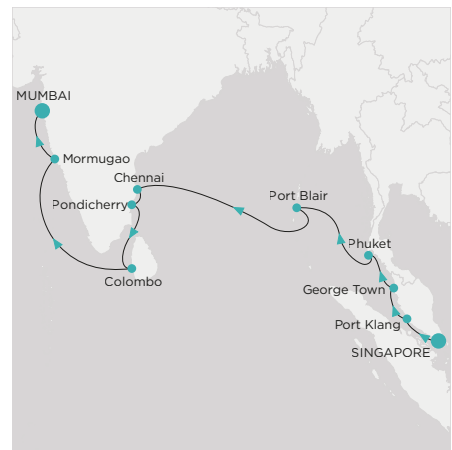 MUMBAI
Mormugao
Chennai
Pondicherry
Port Blair
Phuket
Colombo
George Town
Port Klang
SINGAPORE